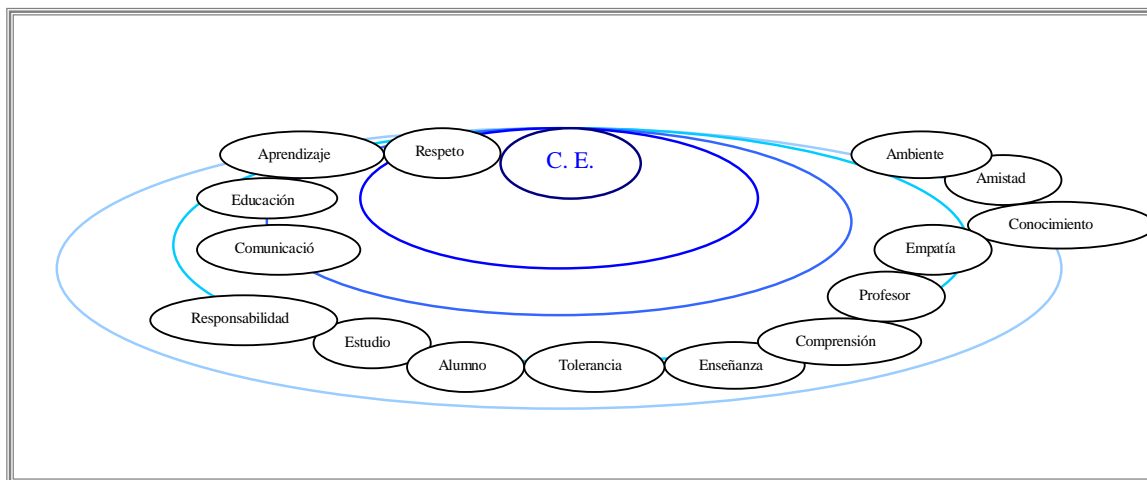 C. E.
Respeto
Aprendizaje
Educación
Comunicació
Responsabilidad
Estudio
Alumno
Tolerancia
Enseñanza
Comprensión
Profesor
Empatía
Conocimiento
Amistad
Ambiente